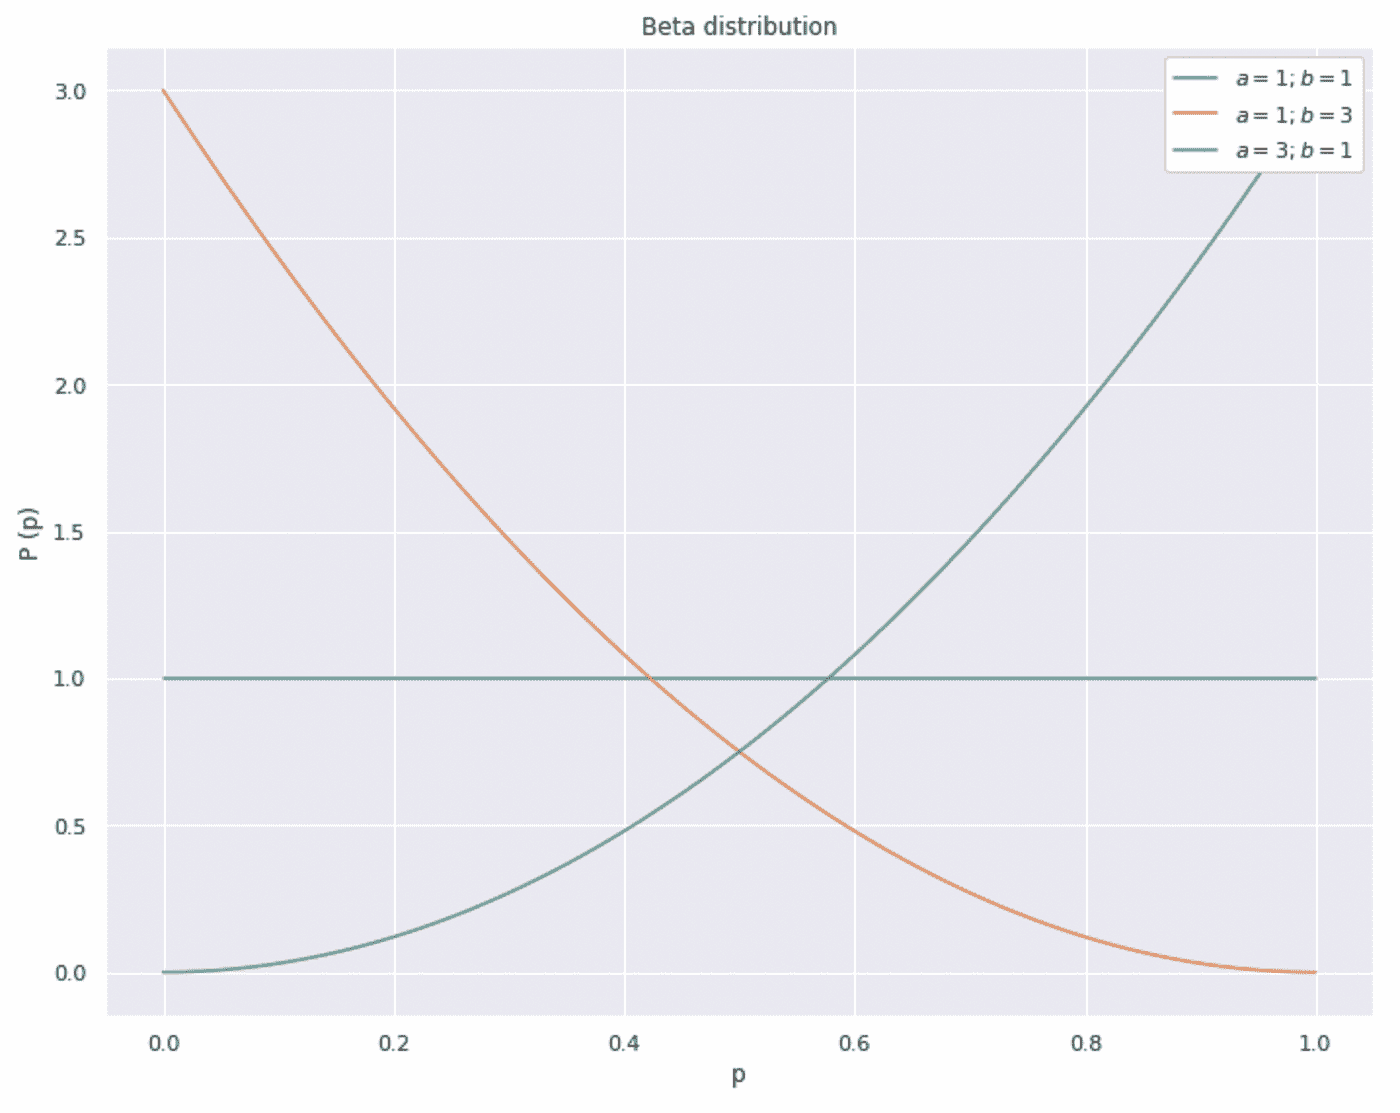 Beta distribution
a = 1; b = 1
a = 1; b = 3
a = 3; b = 1
3.0
2.5
2.0
1.5
1.0
0.5
0.0
P (p)
0.0 0.2 0.4 0.6 0.8 1.0
p